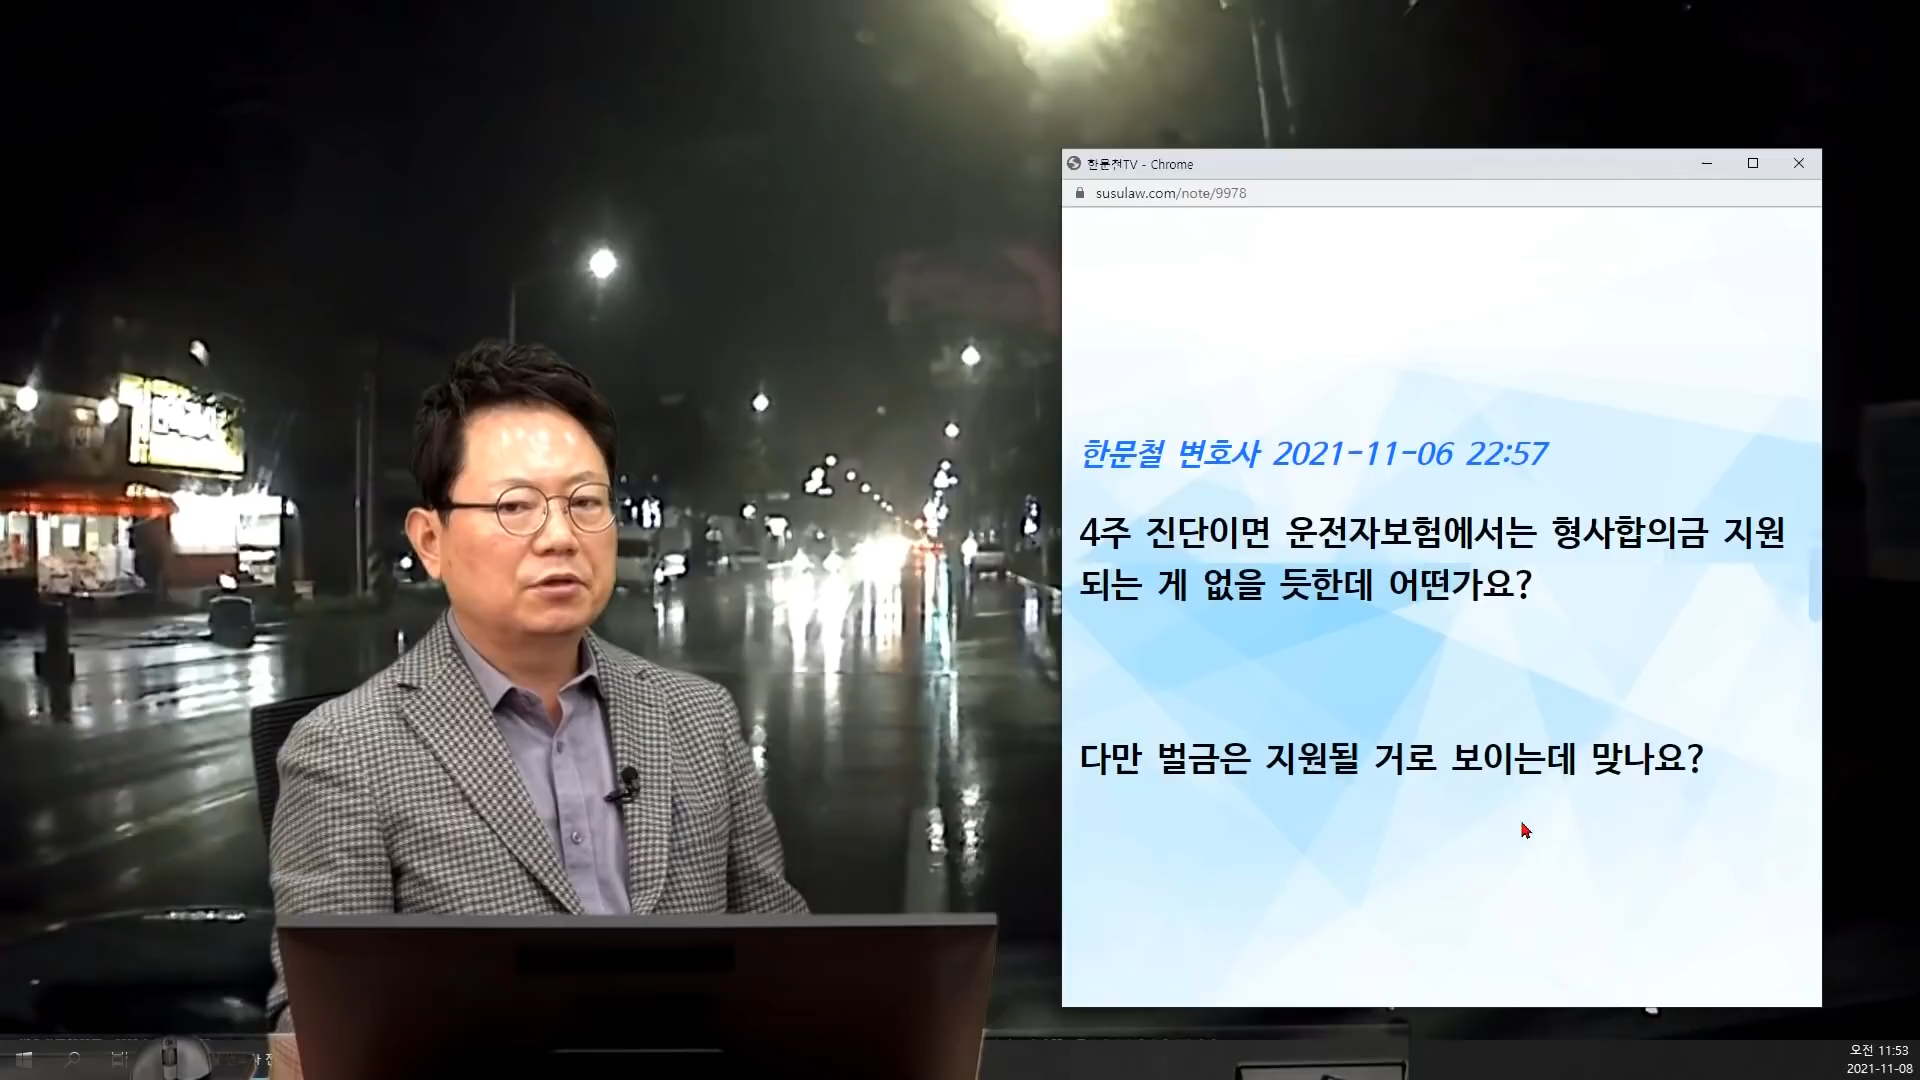 한문철TV - Chrome
susulaw.com/note/9978
한문철 변호사 2021-11-06 22:57
4주 진단이면 운전자보험에서는 형사합의금 지원
되는 게 없을 듯한데 어떤가요?
다만 벌금은 지원될 거로 보이는데 맞나요?
오전 11:53
2021-11-08